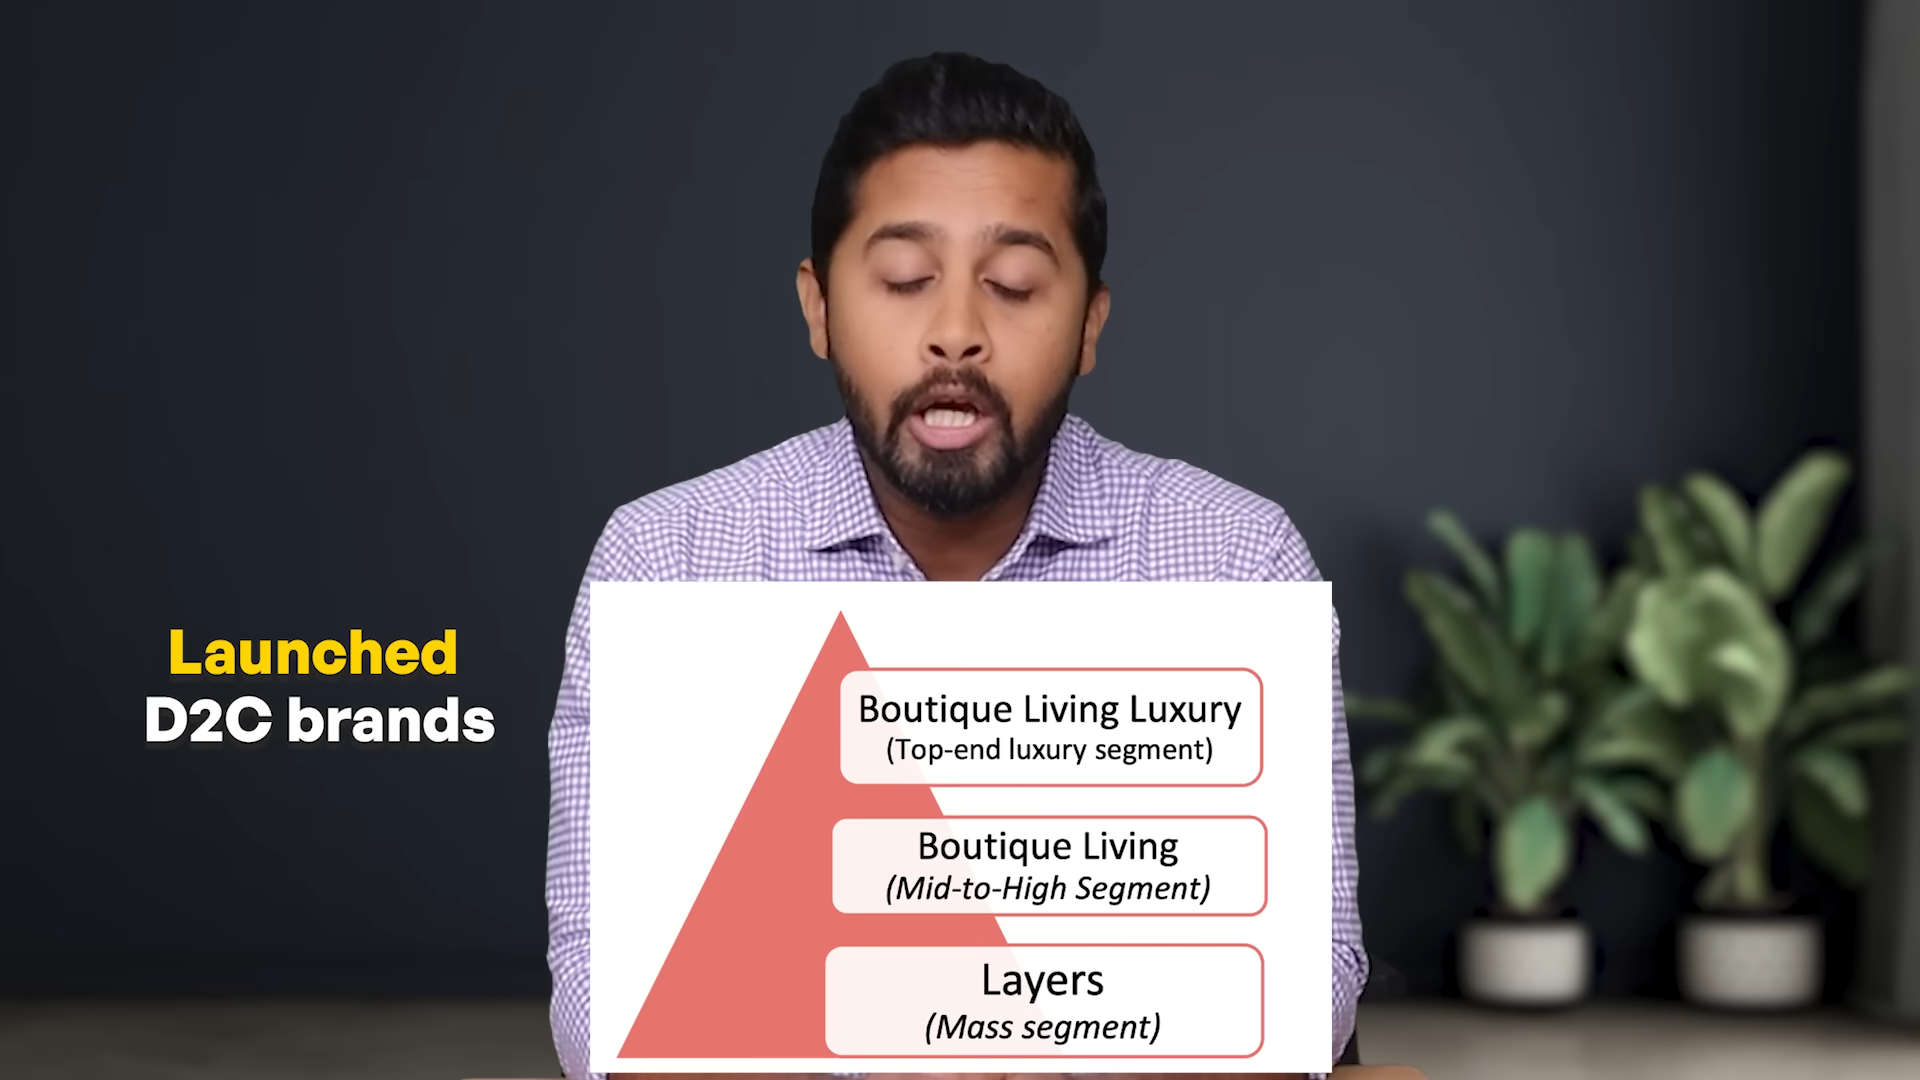 Launched
D2C brands
Boutique Living Luxury
(Top-end luxury segment)
Boutique Living
(Mid-to-High Segment)
Layers
(Mass segment)